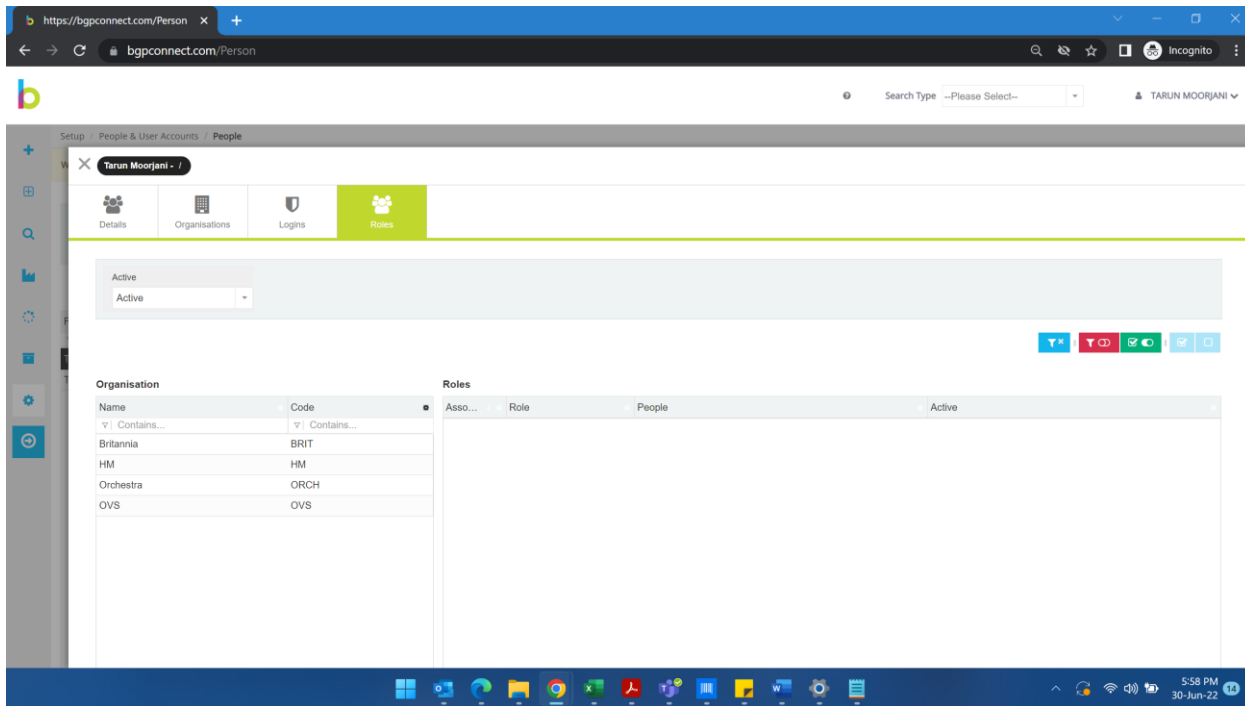 b https://bgpconnect.com/Person
bgpconnect.com/Person
Incognito
b
Search Type --Please Select--
TARUN MOORJANI
Setup / People & User Accounts / People
W
Tarun Moorjani - /
Details
Organisations
Logins
Roles
Active
Active
Organisation
Roles
Name Code
Asso... Role People Active
Contains... Contains...
Britannia BRIT
HM HM
Orchestra ORCH
OVS OVS
5:58 PM
30-Jun-22
14